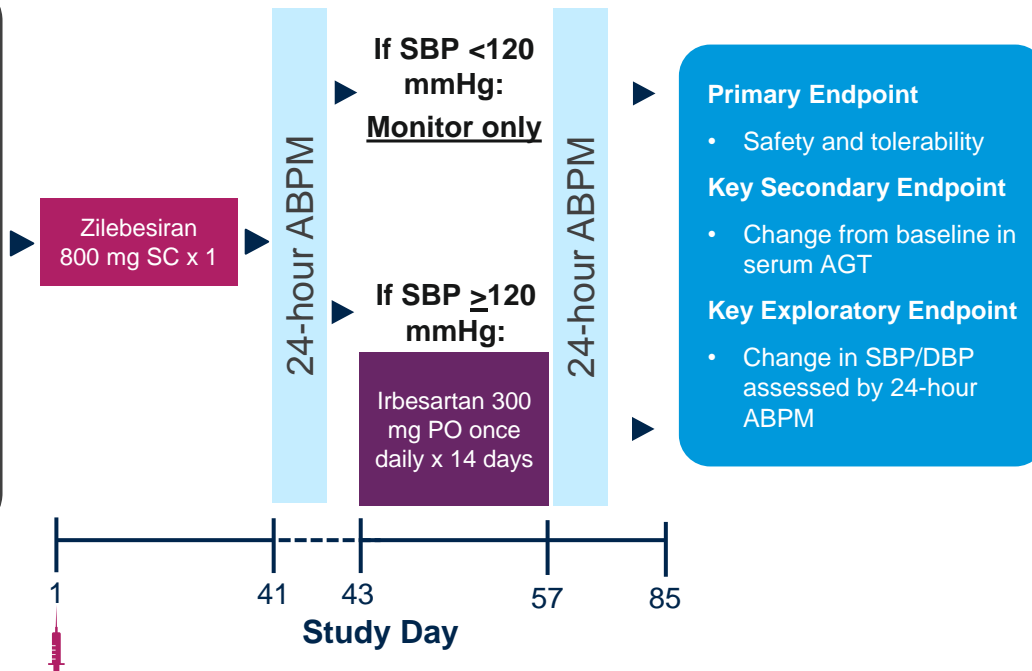 Zilebesiran
800 mg SC x 1
24-hour ABPM
If SBP <120
mmHg:
Monitor only
If SBP ≥120
mmHg:
Irbesartan 300
mg PO once
daily x 14 days
24-hour ABPM
Primary Endpoint
• Safety and tolerability
Key Secondary Endpoint
• Change from baseline in
serum AGT
Key Exploratory Endpoint
• Change in SBP/DBP
assessed by 24-hour
ABPM
1 41 43 57 85
Study Day